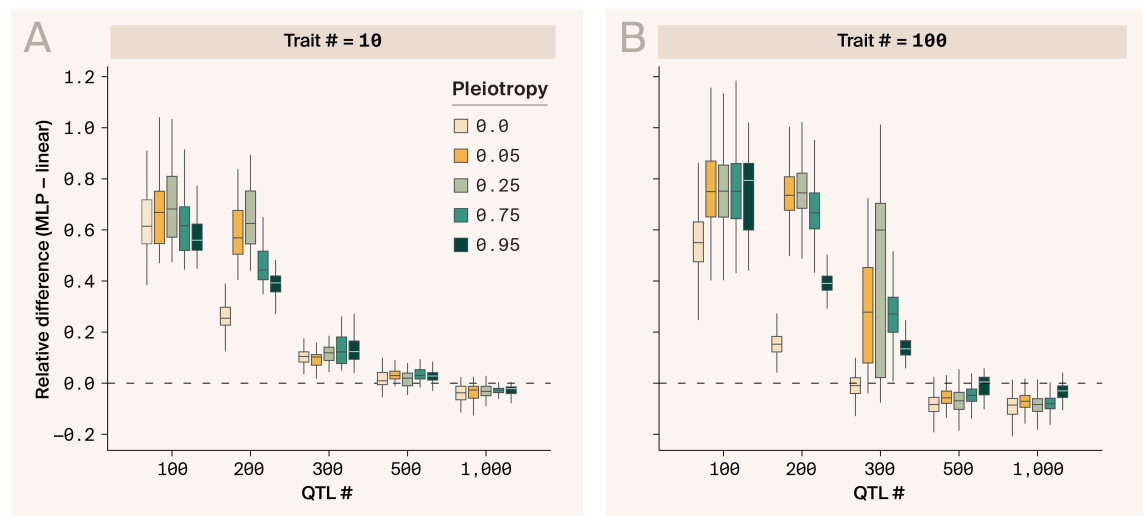 A
Trait # = 10
Relative difference (MLP – linear)
1.2
1.0
0.8
0.6
0.4
0.2
0.0
–0.2
Pleiotropy
0.0
0.05
0.25
0.75
0.95
100 200 300 500 1,000
QTL #
B
Trait # = 100
100 200 300 500 1,000
QTL #